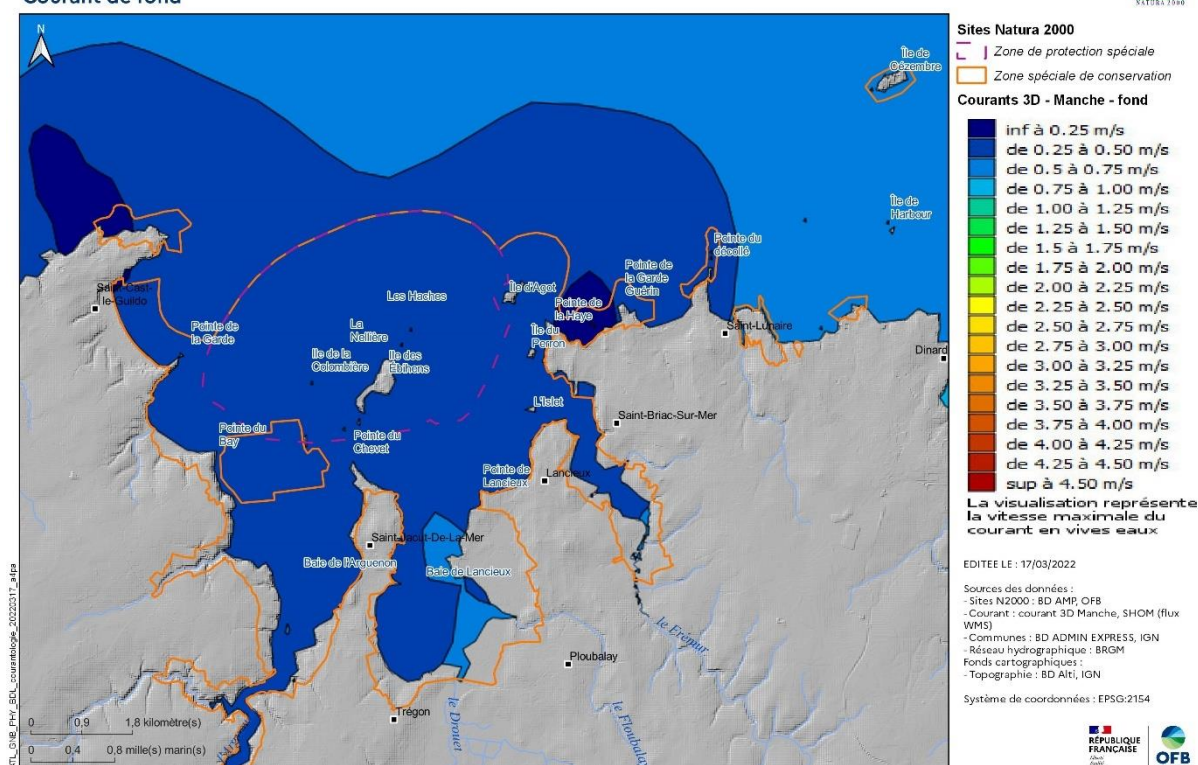 Courant de fond
NATURA 2000
N
Île de
Cézembre
Île de
Harbour
Pointe du
décollé
Pointe de
la Garde
Guérin
Île d'Agot
Pointe de
la Haye
Les Haches
Saint-Cast-
le-Guildo
Pointe de
la Garde
La
Nellière
Île du
Perron
Saint-Lunaire
Dinard
Ile de la
Colombière
Ile des
Ebihens
L'Islet
Saint-Briac-Sur-Mer
Pointe du
Bay
Pointe du
Chevet
Pointe de
Lancieux
Lancieux
Saint-Jacut-De-La-Mer
Baie de l'Arguenon
Baie de Lancieux
le Frémur
Ploubalay
Trégon
le Drouet
le Floubalay
0 0,9 1,8 kilomètre(s)
0 0,4 0,8 mille(s) marin(s)
Sites Natura 2000
Zone de protection spéciale
Zone spéciale de conservation
Courants 3D - Manche - fond
inf à 0.25 m/s
de 0.25 à 0.50 m/s
de 0.5 à 0.75 m/s
de 0.75 à 1.00 m/s
de 1.00 à 1.25 m/s
de 1.25 à 1.50 m/s
de 1.5 à 1.75 m/s
de 1.75 à 2.00 m/s
de 2.00 à 2.25 m/s
de 2.25 à 2.50 m/s
de 2.50 à 2.75 m/s
de 2.75 à 3.00 m/s
de 3.00 à 3.25 m/s
de 3.25 à 3.50 m/s
de 3.50 à 3.75 m/s
de 3.75 à 4.00 m/s
de 4.00 à 4.25 m/s
de 4.25 à 4.50 m/s
sup à 4.50 m/s
La visualisation représente
la vitesse maximale du
courant en vives eaux
EDITEE LE : 17/03/2022
Sources des données :
- Sites N2000 : BD AMP, OFB
- Courant : courant 3D Manche, SHOM (flux
WMS)
- Communes : BD ADMIN EXPRESS, IGN
- Réseau hydrographique : BRGM
Fonds cartographiques :
- Topographie : BD Alti, IGN
Système de coordonnées : EPSG:2154
RÉPUBLIQUE
FRANÇAISE
OFB